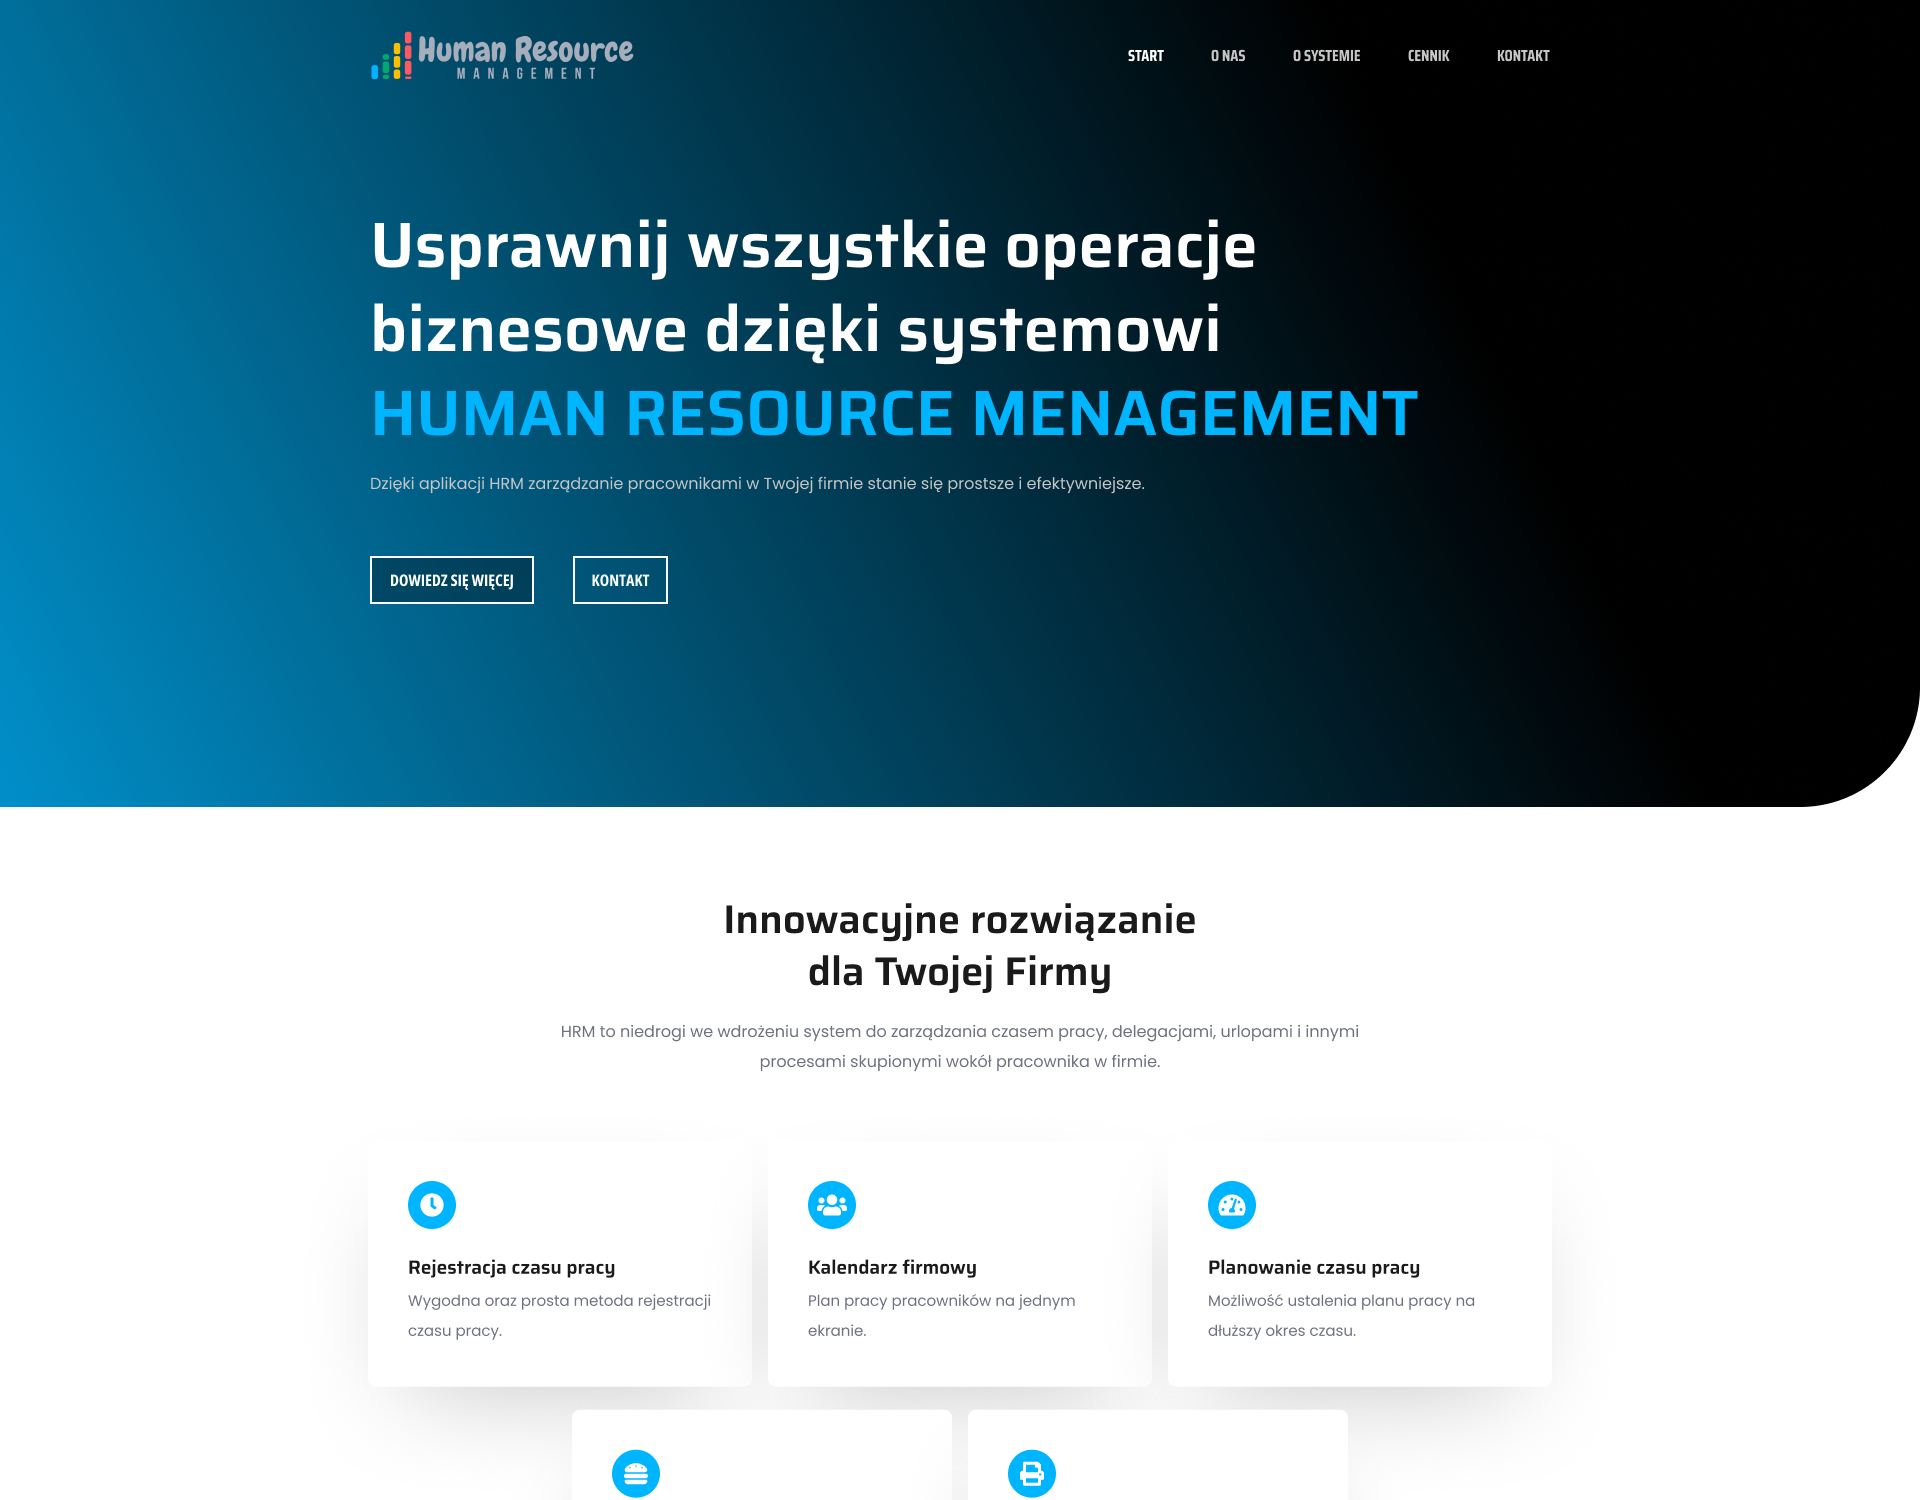 Human Resource
MANAGEMENT
START
O NAS
O SYSTEMIE
CENNIK
KONTAKT
Usprawnij wszystkie operacje
biznesowe dzięki systemowi
HUMAN RESOURCE MENAGEMENT
Dzięki aplikacji HRM zarządzanie pracownikami w Twojej firmie stanie się prostsze i efektywniejsze.
DOWIEDZ SIĘ WIĘCEJ
KONTAKT
Innowacyjne rozwiązanie
dla Twojej Firmy
HRM to niedrogi we wdrożeniu system do zarządzania czasem pracy, delegacjami, urlopami i innymi
procesami skupionymi wokół pracownika w firmie.
Rejestracja czasu pracy
Wygodna oraz prosta metoda rejestracji
czasu pracy.
Kalendarz firmowy
Plan pracy pracowników na jednym
ekranie.
Planowanie czasu pracy
Możliwość ustalenia planu pracy na
dłuższy okres czasu.